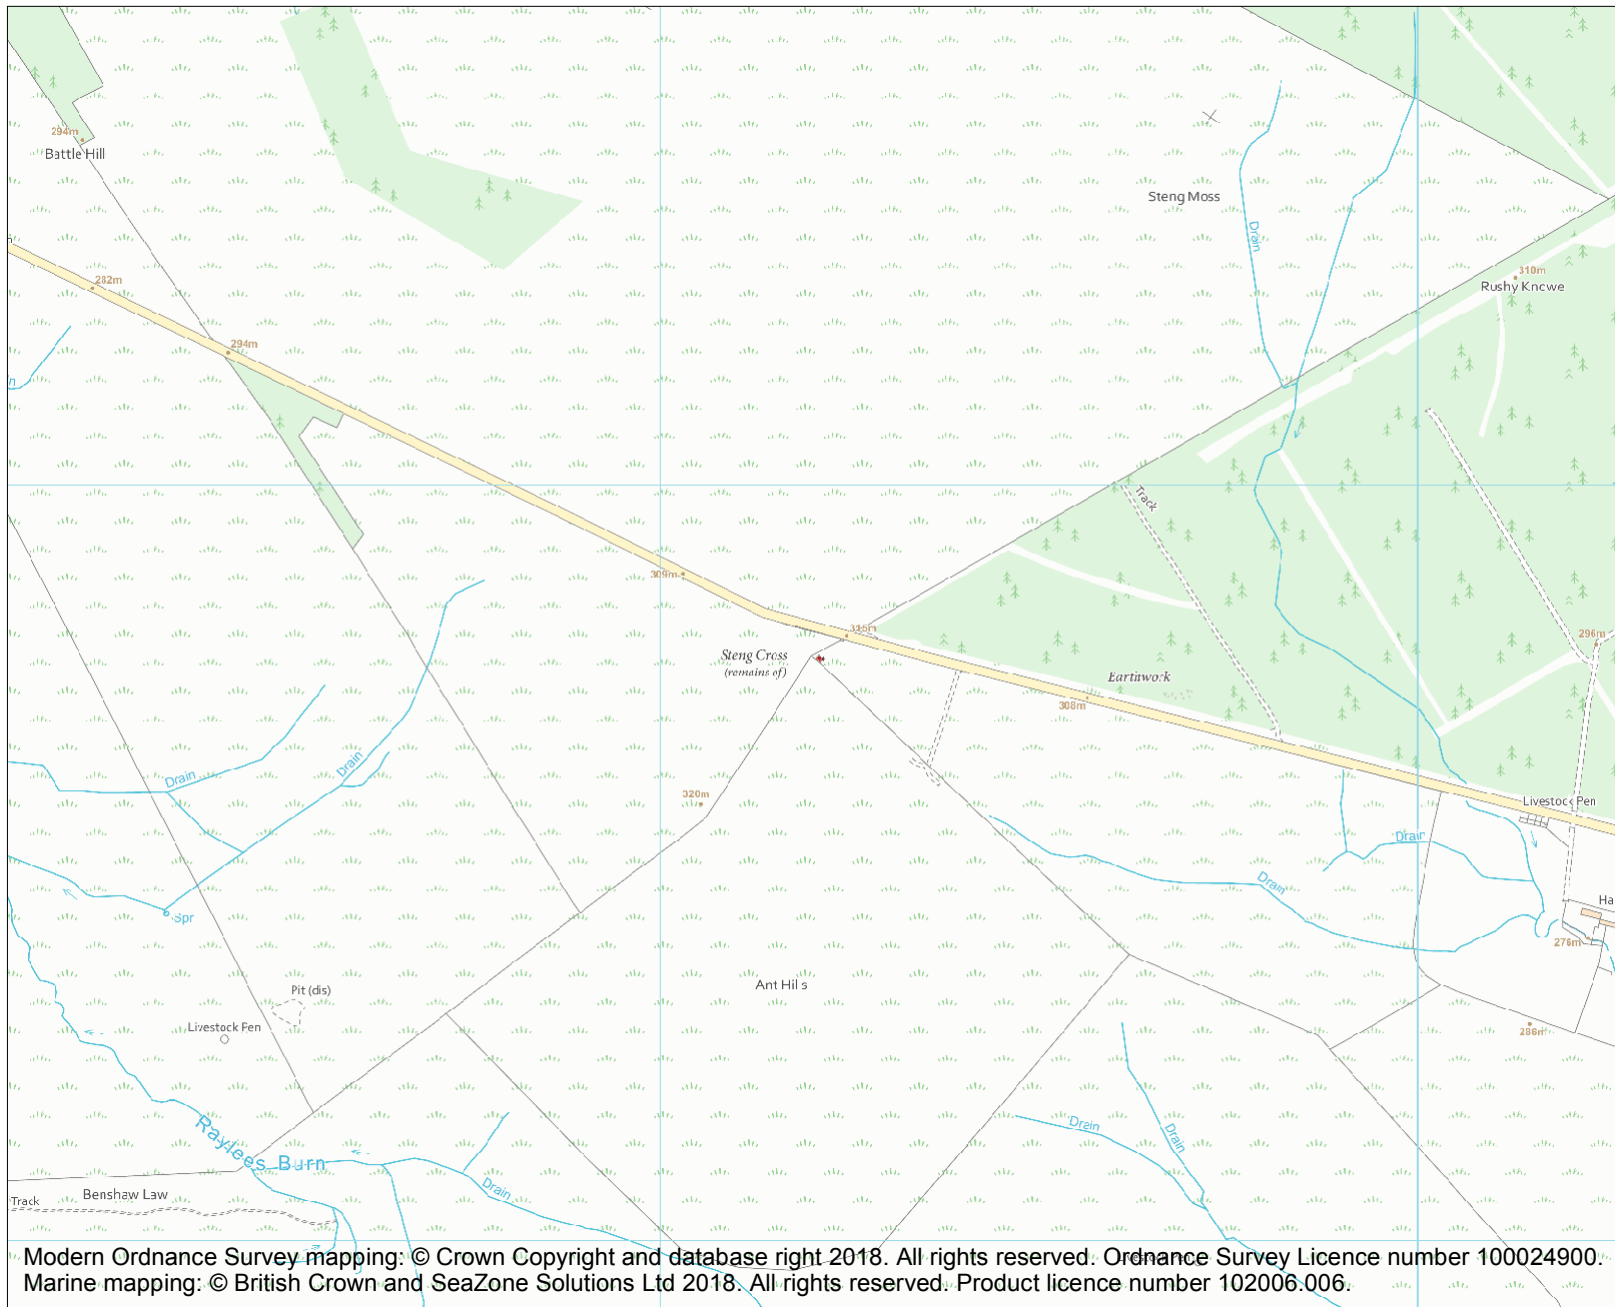 294m
Battle Hill
Steng Moss
Drain
282m
310m
Rushy Knowe
294m
n
Track
309m
315m
Steng Cross
(remains of)
296m
Earthwork
308m
Drain
Drain
320m
Livestock Pen
Drain
Drain
Spr
Ha
276m
Pit (dis)
Ant Hills
Livestock Pen
286m
Raylees Burn
Drain
Drain
Drain
Benshaw Law
Track
Modern Ordnance Survey mapping: © Crown Copyright and database right 2018. All rights reserved. Ordnance Survey Licence number 100024900.
Marine mapping: © British Crown and SeaZone Solutions Ltd 2018. All rights reserved. Product licence number 102006.006.